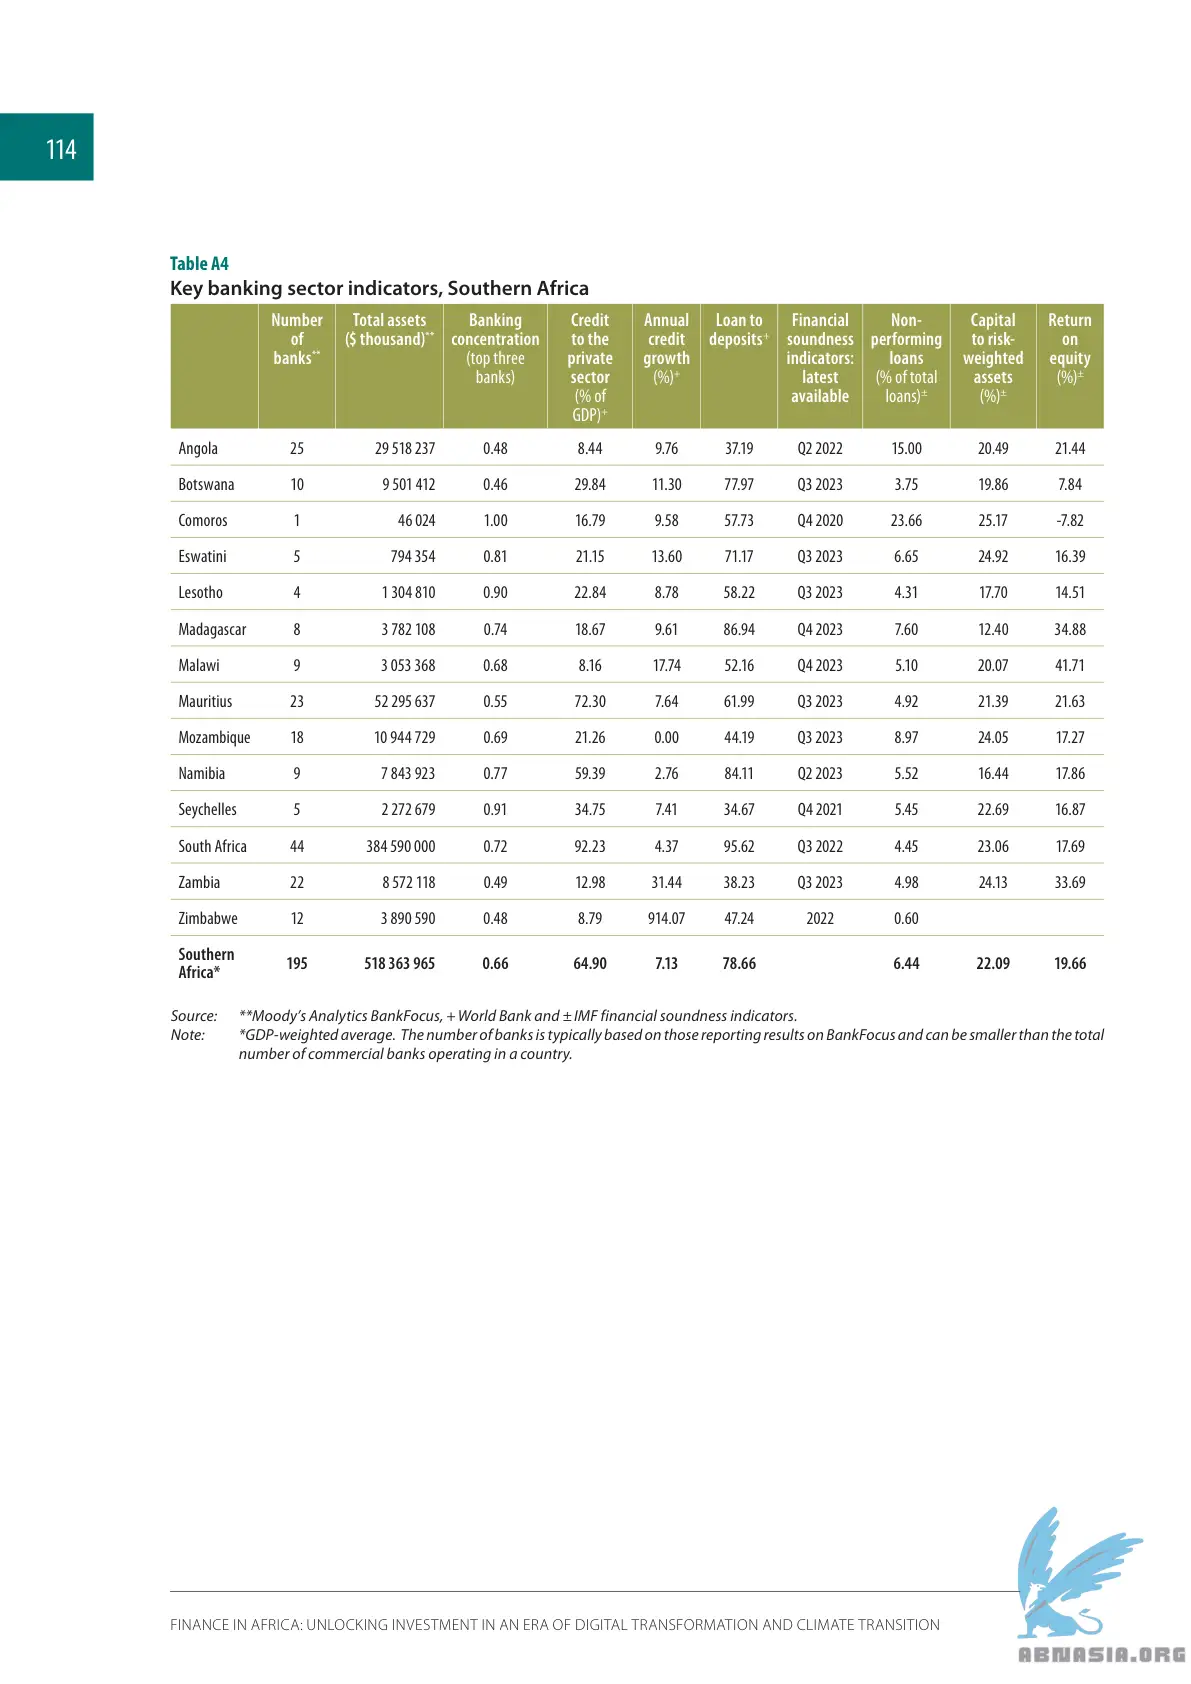 114
Table A4
Key banking sector indicators, Southern Africa
Number of banks** | Total assets ($ thousand)** | Banking concentration (top three banks) | Credit to the private sector (% of GDP)+ | Annual credit growth (%)+ | Loan to deposits+ | Financial soundness indicators: latest available | Non-performing loans (% of total loans)± | Capital to risk-weighted assets (%)± | Return on equity (%)±
Angola 25 29 518 237 0.48 8.44 9.76 37.19 Q2 2022 15.00 20.49 21.44
Botswana 10 9 501 412 0.46 29.84 11.30 77.97 Q3 2023 3.75 19.86 7.84
Comoros 1 46 024 1.00 16.79 9.58 57.73 Q4 2020 23.66 25.17 -7.82
Eswatini 5 794 354 0.81 21.15 13.60 71.17 Q3 2023 6.65 24.92 16.39
Lesotho 4 1 304 810 0.90 22.84 8.78 58.22 Q3 2023 4.31 17.70 14.51
Madagascar 8 3 782 108 0.74 18.67 9.61 86.94 Q4 2023 7.60 12.40 34.88
Malawi 9 3 053 368 0.68 8.16 17.74 52.16 Q4 2023 5.10 20.07 41.71
Mauritius 23 52 295 637 0.55 72.30 7.64 61.99 Q3 2023 4.92 21.39 21.63
Mozambique 18 10 944 729 0.69 21.26 0.00 44.19 Q3 2023 8.97 24.05 17.27
Namibia 9 7 843 923 0.77 59.39 2.76 84.11 Q2 2023 5.52 16.44 17.86
Seychelles 5 2 272 679 0.91 34.75 7.41 34.67 Q4 2021 5.45 22.69 16.87
South Africa 44 384 590 000 0.72 92.23 4.37 95.62 Q3 2022 4.45 23.06 17.69
Zambia 22 8 572 118 0.49 12.98 31.44 38.23 Q3 2023 4.98 24.13 33.69
Zimbabwe 12 3 890 590 0.48 8.79 914.07 47.24 2022 0.60
Southern Africa* 195 518 363 965 0.66 64.90 7.13 78.66 6.44 22.09 19.66
Source: **Moody's Analytics BankFocus, + World Bank and ± IMF financial soundness indicators.
Note: *GDP-weighted average. The number of banks is typically based on those reporting results on BankFocus and can be smaller than the total
number of commercial banks operating in a country.
FINANCE IN AFRICA: UNLOCKING INVESTMENT IN AN ERA OF DIGITAL TRANSFORMATION AND CLIMATE TRANSITION
ABNASIA.ORG